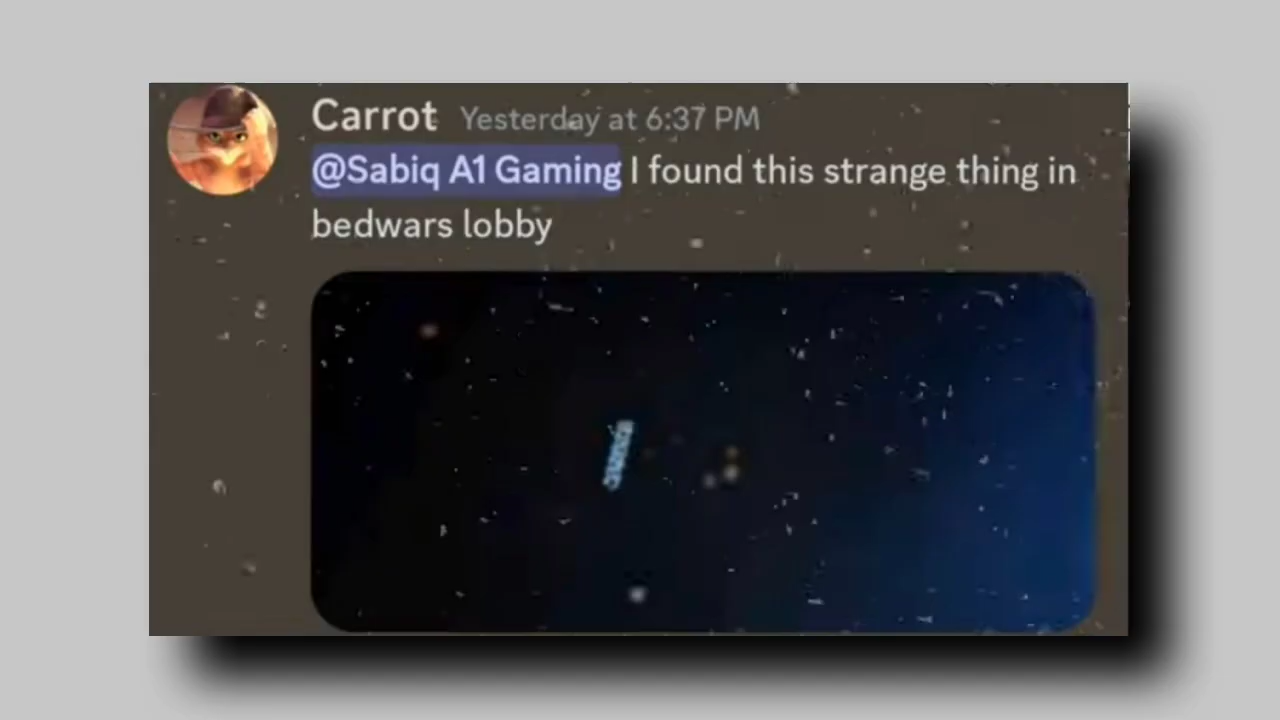 Carrot Yesterday at 6:37 PM
@Sabiq A1 Gaming I found this strange thing in
bedwars lobby